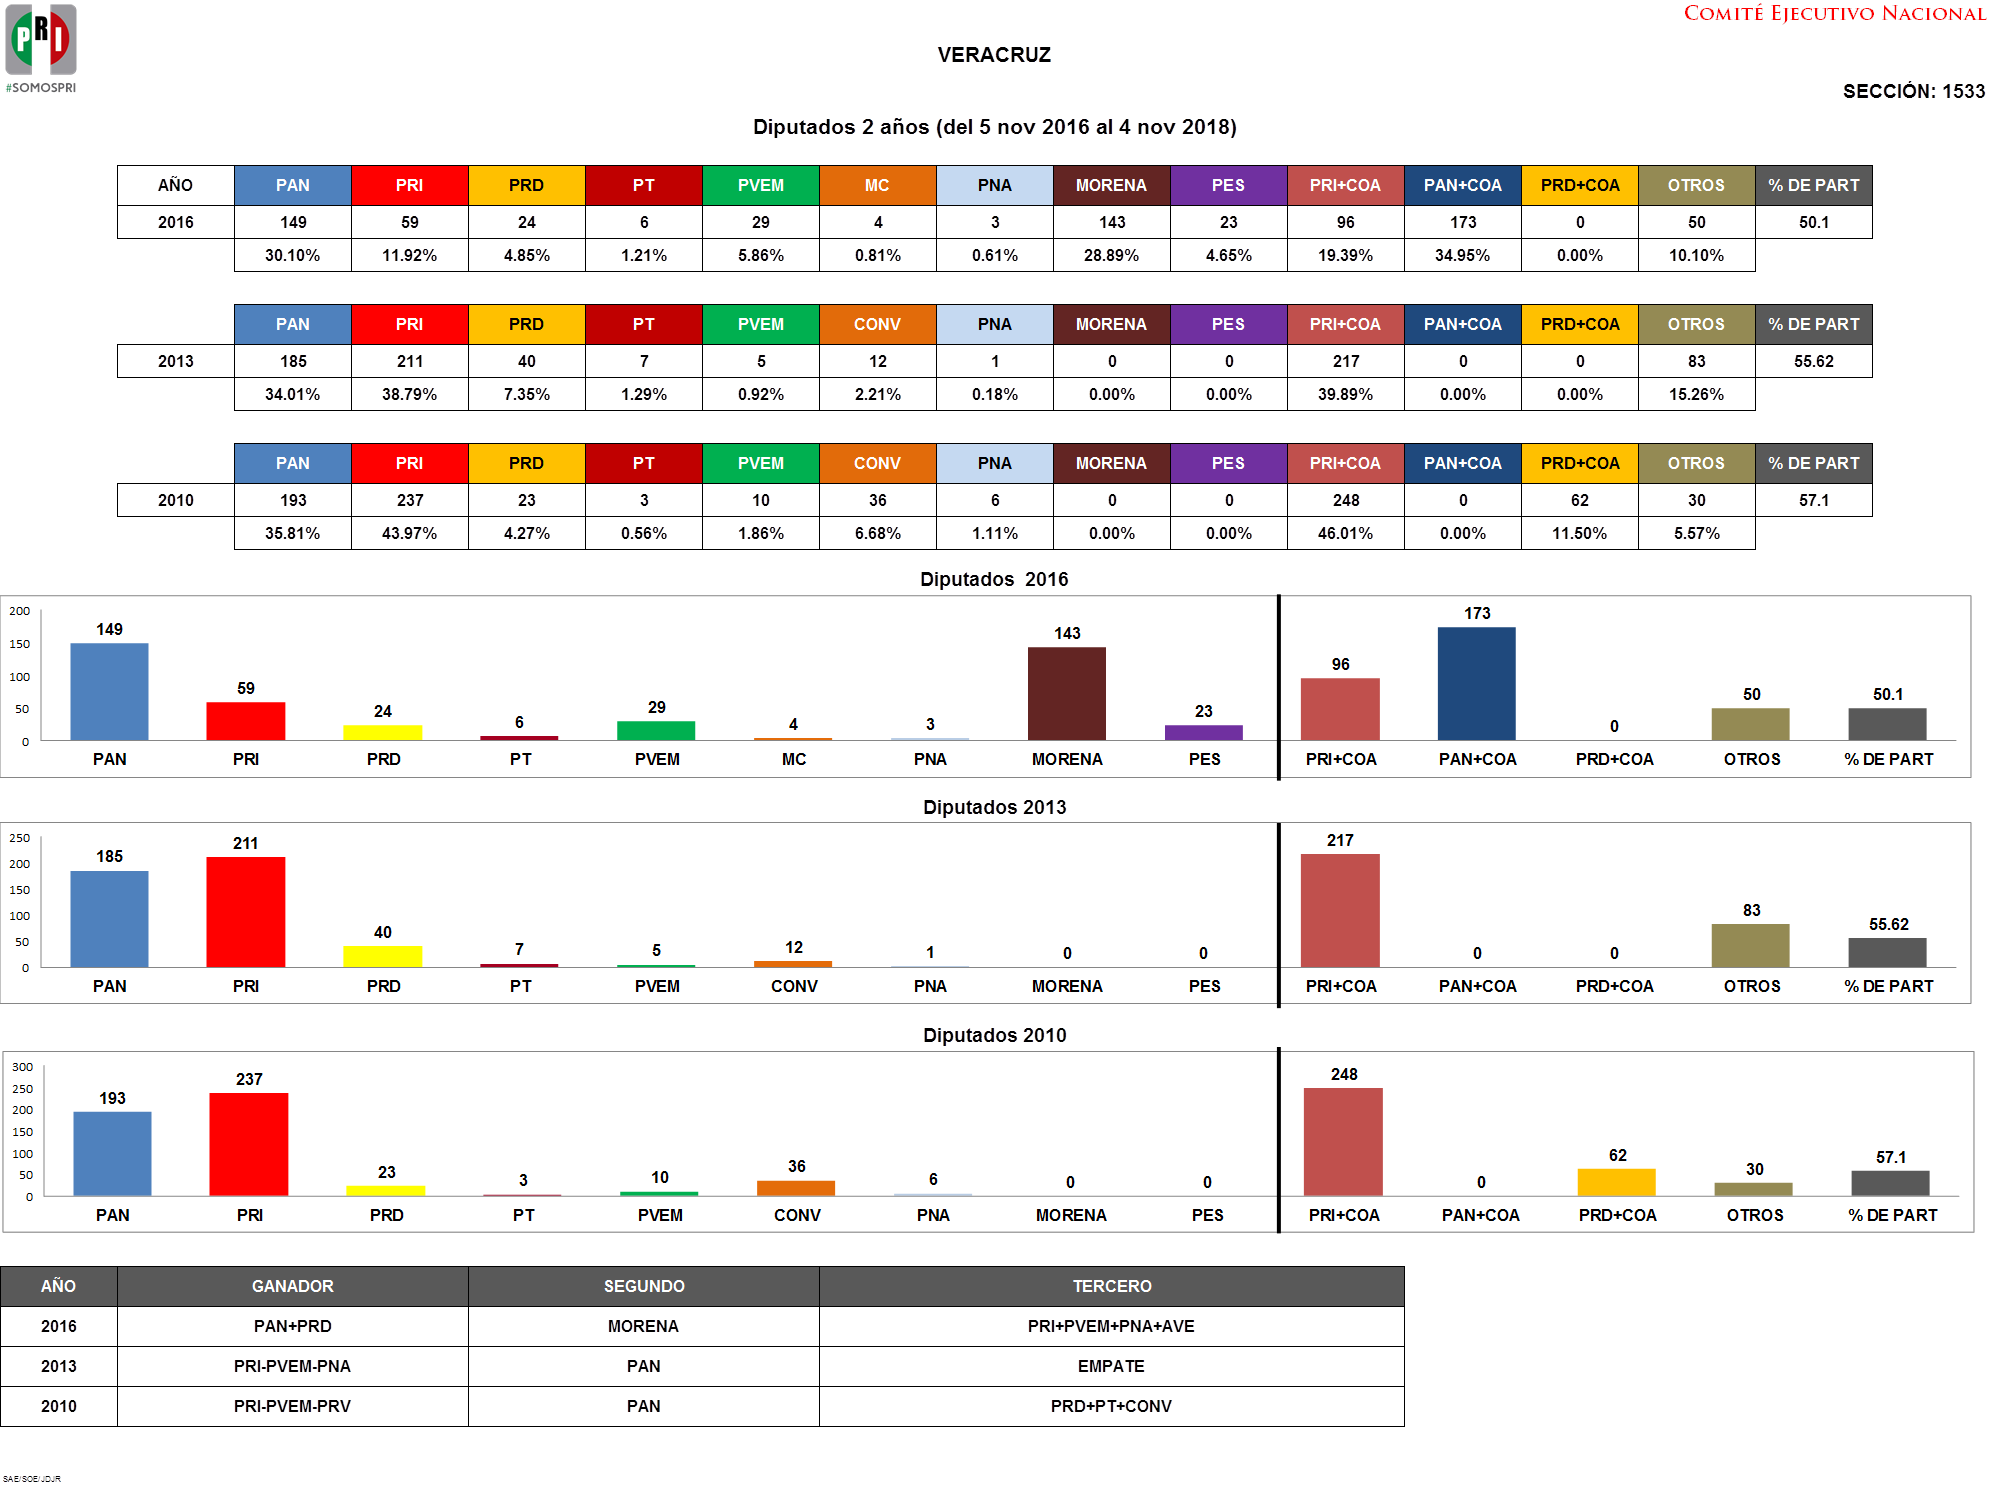 PRI
#SOMOSPRI
COMITÉ EJECUTIVO NACIONAL
VERACRUZ
SECCIÓN: 1533
Diputados 2 años (del 5 nov 2016 al 4 nov 2018)
AÑO PAN PRI PRD PT PVEM MC PNA MORENA PES PRI+COA PAN+COA PRD+COA OTROS % DE PART
2016 149 59 24 6 29 4 3 143 23 96 173 0 50 50.1
30.10% 11.92% 4.85% 1.21% 5.86% 0.81% 0.61% 28.89% 4.65% 19.39% 34.95% 0.00% 10.10%
PAN PRI PRD PT PVEM CONV PNA MORENA PES PRI+COA PAN+COA PRD+COA OTROS % DE PART
2013 185 211 40 7 5 12 1 0 0 217 0 0 83 55.62
34.01% 38.79% 7.35% 1.29% 0.92% 2.21% 0.18% 0.00% 0.00% 39.89% 0.00% 0.00% 15.26%
PAN PRI PRD PT PVEM CONV PNA MORENA PES PRI+COA PAN+COA PRD+COA OTROS % DE PART
2010 193 237 23 3 10 36 6 0 0 248 0 62 30 57.1
35.81% 43.97% 4.27% 0.56% 1.86% 6.68% 1.11% 0.00% 0.00% 46.01% 0.00% 11.50% 5.57%
Diputados 2016
200
150
100
50
0
149 59 24 6 29 4 3 143 23 96 173 0 50 50.1
PAN PRI PRD PT PVEM MC PNA MORENA PES PRI+COA PAN+COA PRD+COA OTROS % DE PART
Diputados 2013
250
200
150
100
50
0
185 211 40 7 5 12 1 0 0 217 0 0 83 55.62
PAN PRI PRD PT PVEM CONV PNA MORENA PES PRI+COA PAN+COA PRD+COA OTROS % DE PART
Diputados 2010
300
250
200
150
100
50
0
193 237 23 3 10 36 6 0 0 248 0 62 30 57.1
PAN PRI PRD PT PVEM CONV PNA MORENA PES PRI+COA PAN+COA PRD+COA OTROS % DE PART
AÑO GANADOR SEGUNDO TERCERO
2016 PAN+PRD MORENA PRI+PVEM+PNA+AVE
2013 PRI-PVEM-PNA PAN EMPATE
2010 PRI-PVEM-PRV PAN PRD+PT+CONV
SAE/SOE/JDJR